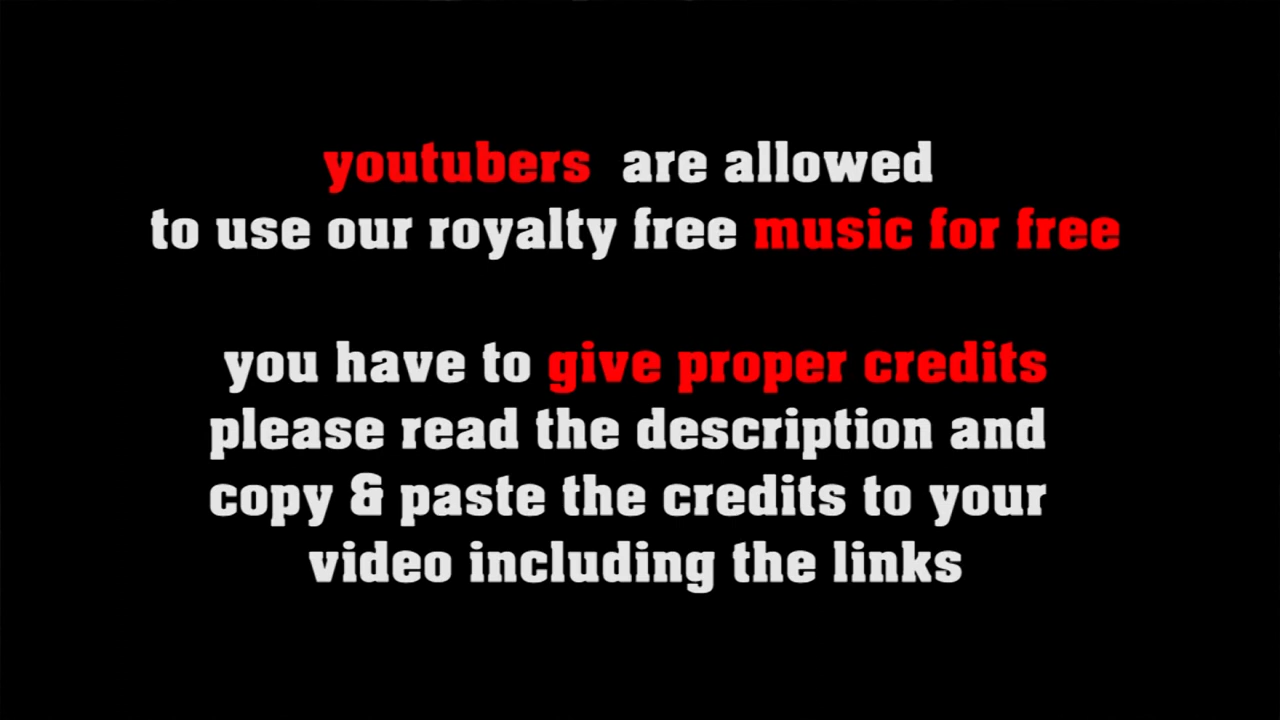 youtubers are allowed
to use our royalty free music for free
you have to give proper credits
please read the description and
copy & paste the credits to your
video including the links